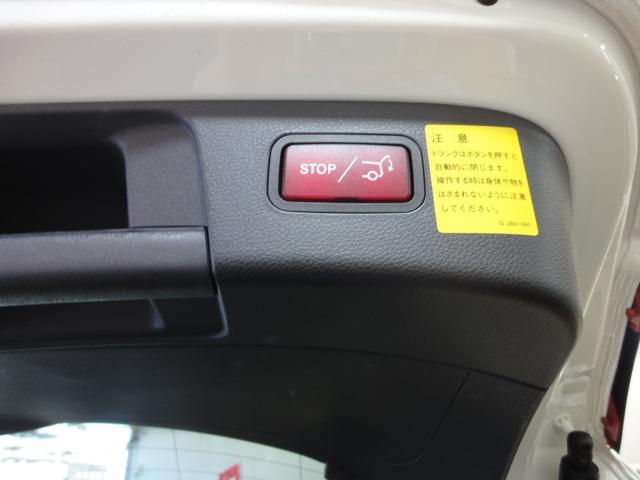 STOP /
注 意
トランクはボタンを押すと
自動的に閉じます。
操作する時は身体や物を
はさまれないように注意
してください。